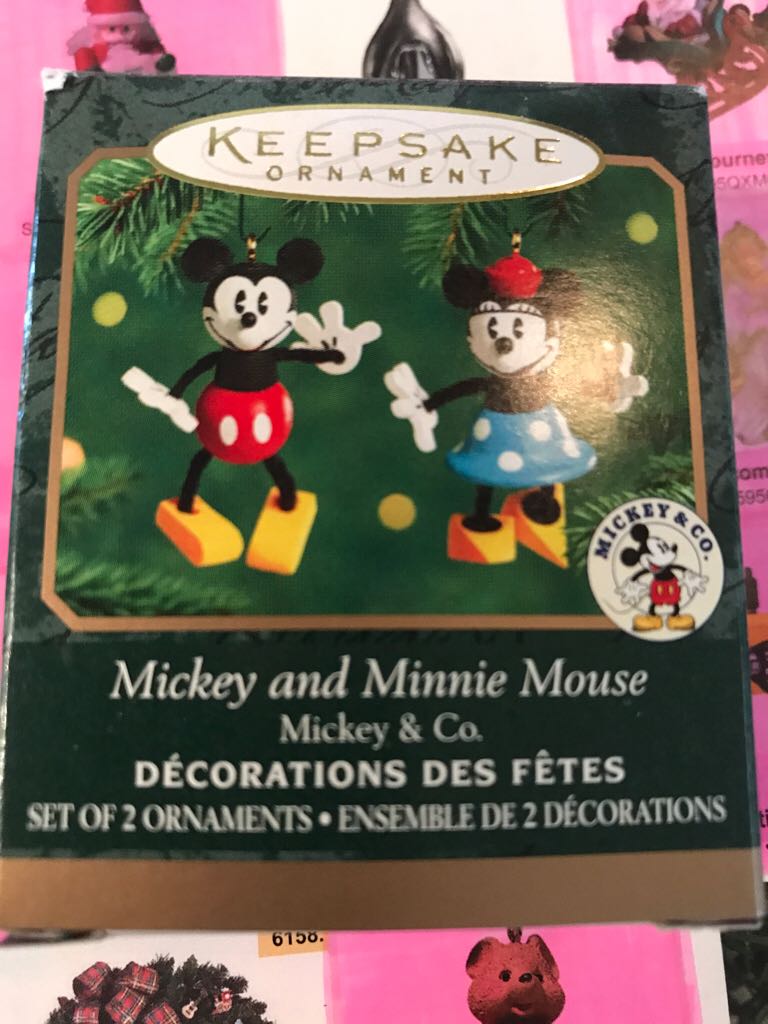 KEEPSAKE
ORNAMENT
MICKEY & CO.
Mickey and Minnie Mouse
Mickey & Co.
DÉCORATIONS DES FÊTES
SET OF 2 ORNAMENTS • ENSEMBLE DE 2 DÉCORATIONS
6158.